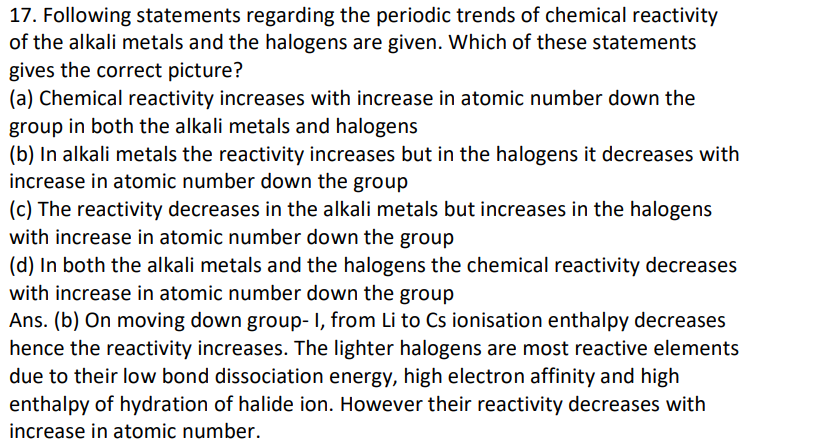 17. Following statements regarding the periodic trends of chemical reactivity
of the alkali metals and the halogens are given. Which of these statements
gives the correct picture?
(a) Chemical reactivity increases with increase in atomic number down the
group in both the alkali metals and halogens
(b) In alkali metals the reactivity increases but in the halogens it decreases with
increase in atomic number down the group
(c) The reactivity decreases in the alkali metals but increases in the halogens
with increase in atomic number down the group
(d) In both the alkali metals and the halogens the chemical reactivity decreases
with increase in atomic number down the group
Ans. (b) On moving down group- I, from Li to Cs ionisation enthalpy decreases
hence the reactivity increases. The lighter halogens are most reactive elements
due to their low bond dissociation energy, high electron affinity and high
enthalpy of hydration of halide ion. However their reactivity decreases with
increase in atomic number.